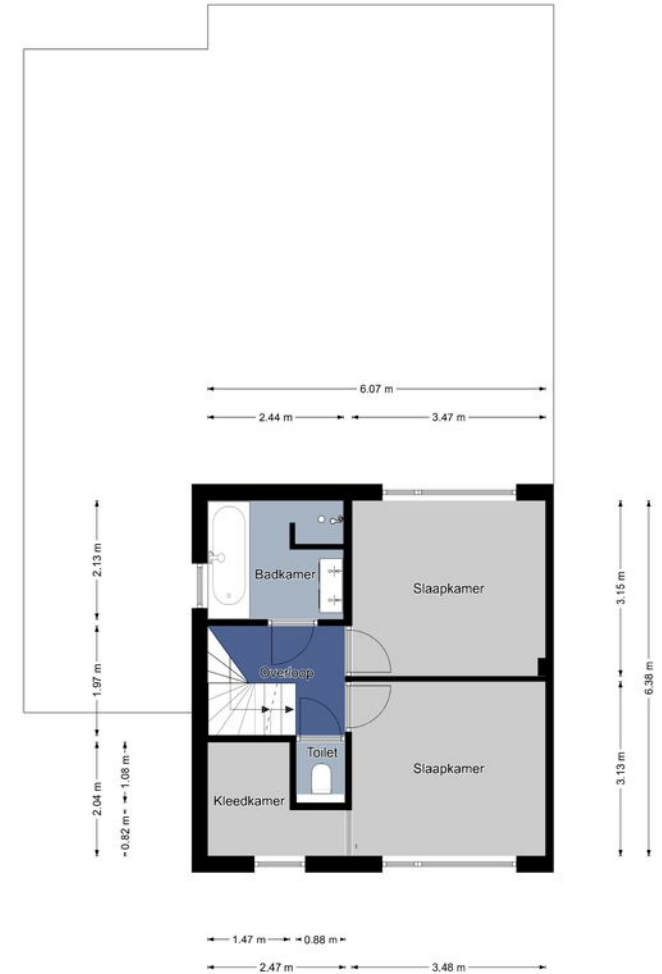 6.07 m
2.44 m
3.47 m
2.13 m
1.97 m
2.04 m
1.08 m
0.82 m
Badkamer
Slaapkamer
Overloop
Toilet
Slaapkamer
Kleedkamer
3.15 m
3.13 m
6.38 m
1.47 m
0.88 m
2.47 m
3.48 m